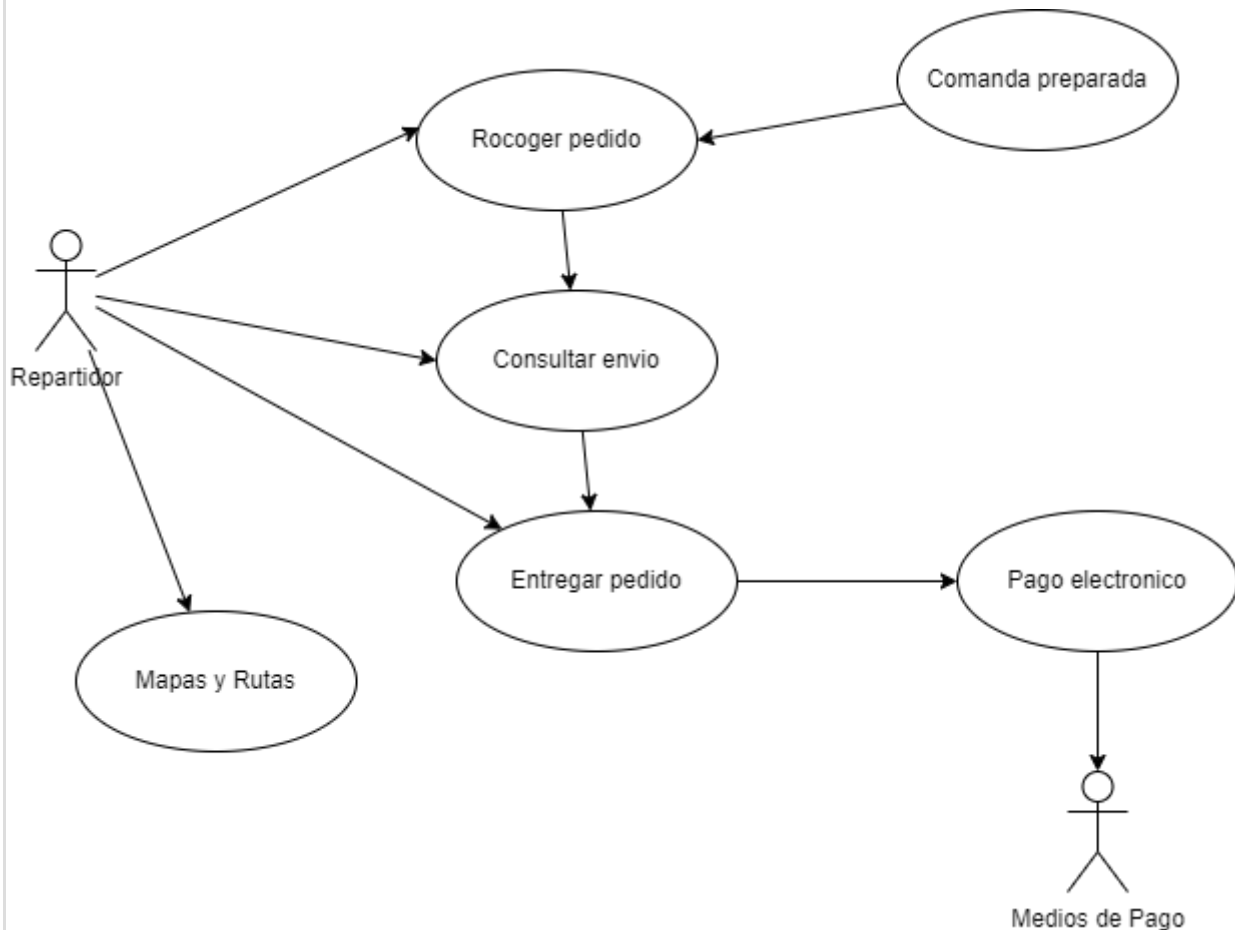 Comanda preparada
Rocoger pedido
Repartidor
Consultar envio
Entregar pedido
Pago electronico
Mapas y Rutas
Medios de Pago